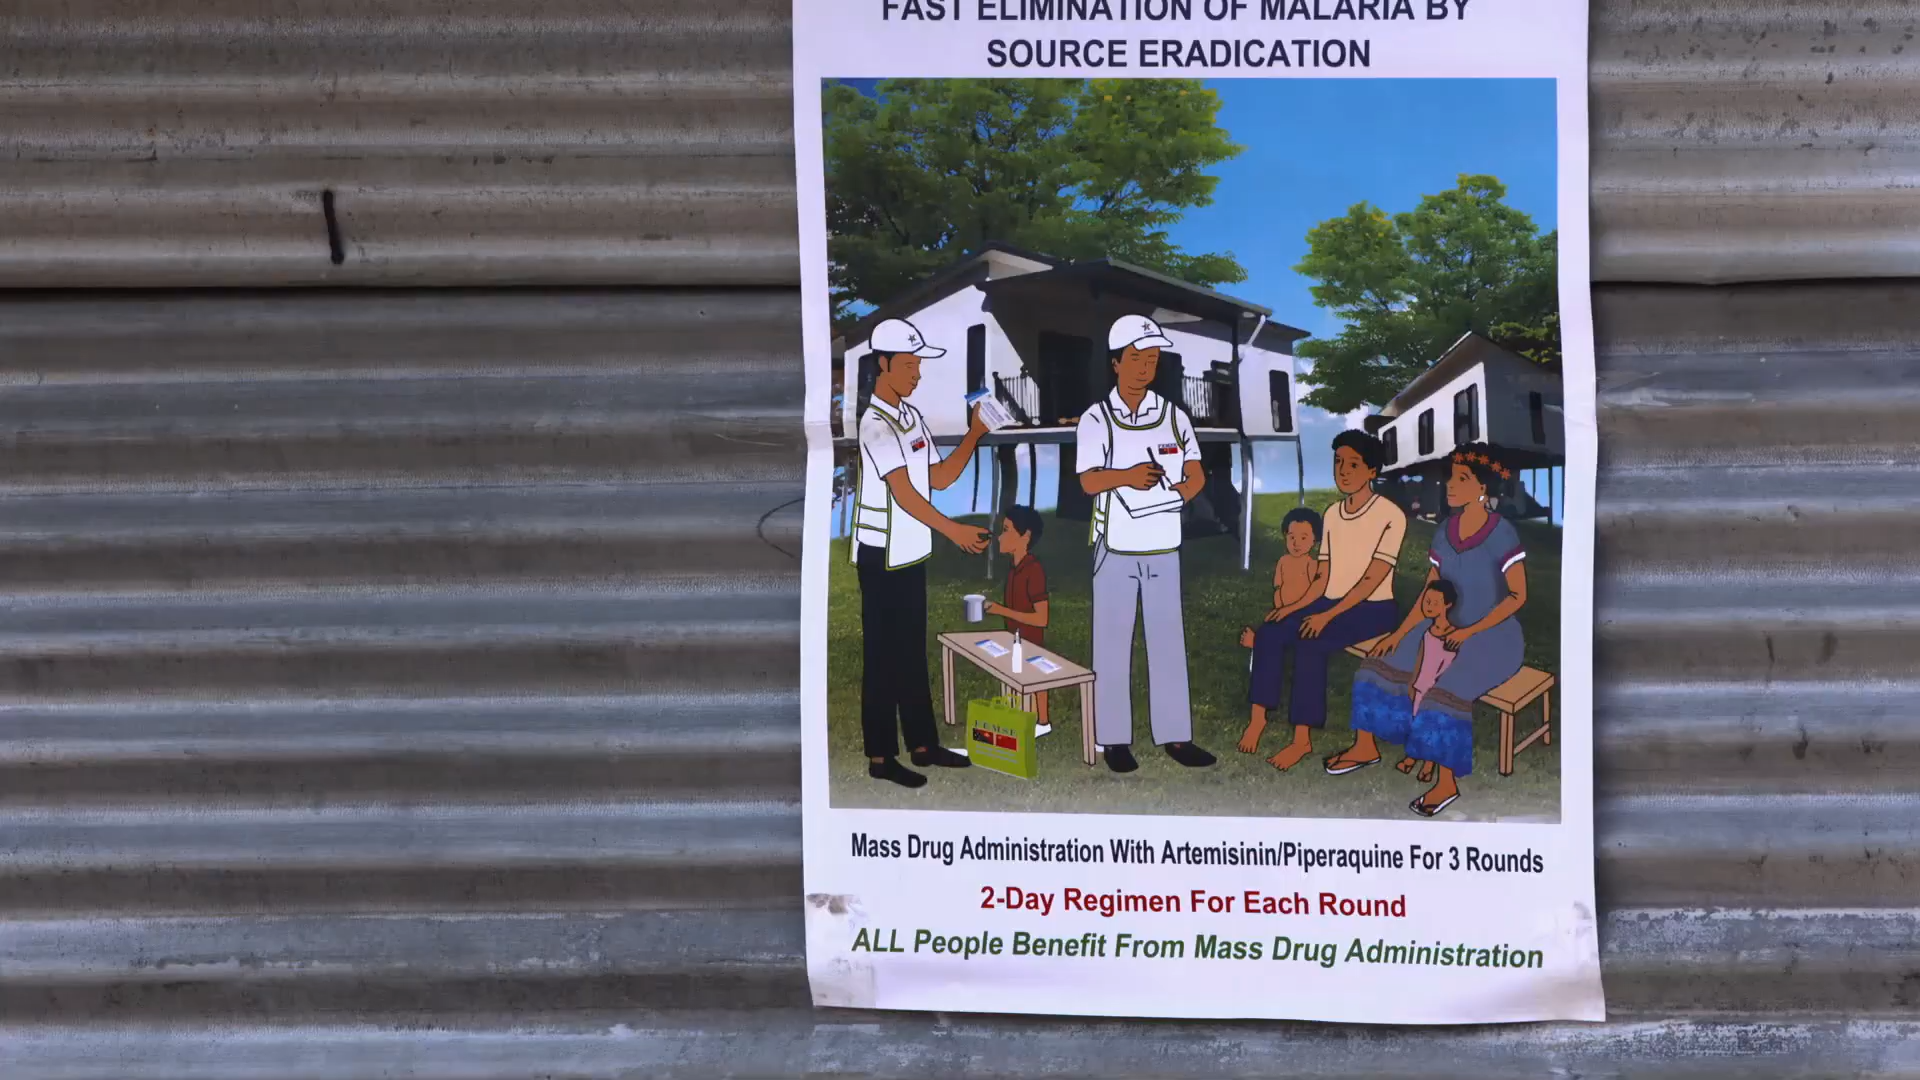 FAST ELIMINATION OF MALARIA BY
SOURCE ERADICATION
FEMSE
Mass Drug Administration With Artemisinin/Piperaquine For 3 Rounds
2-Day Regimen For Each Round
ALL People Benefit From Mass Drug Administration